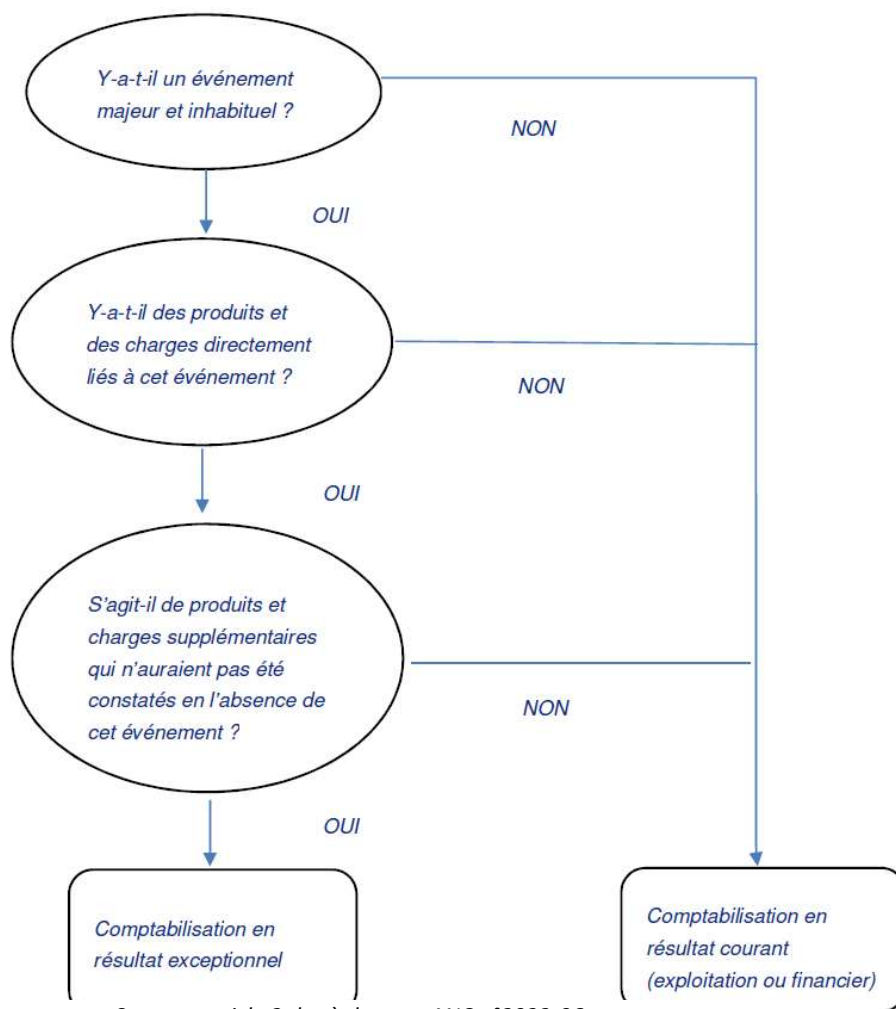 Y-a-t-il un événement
majeur et inhabituel ?
NON
OUI
Y-a-t-il des produits et
des charges directement
liés à cet événement ?
NON
OUI
S'agit-il de produits et
charges supplémentaires
qui n'auraient pas été
constatés en l'absence de
cet événement ?
NON
OUI
Comptabilisation en
résultat exceptionnel
Comptabilisation en
résultat courant
(exploitation ou financier)